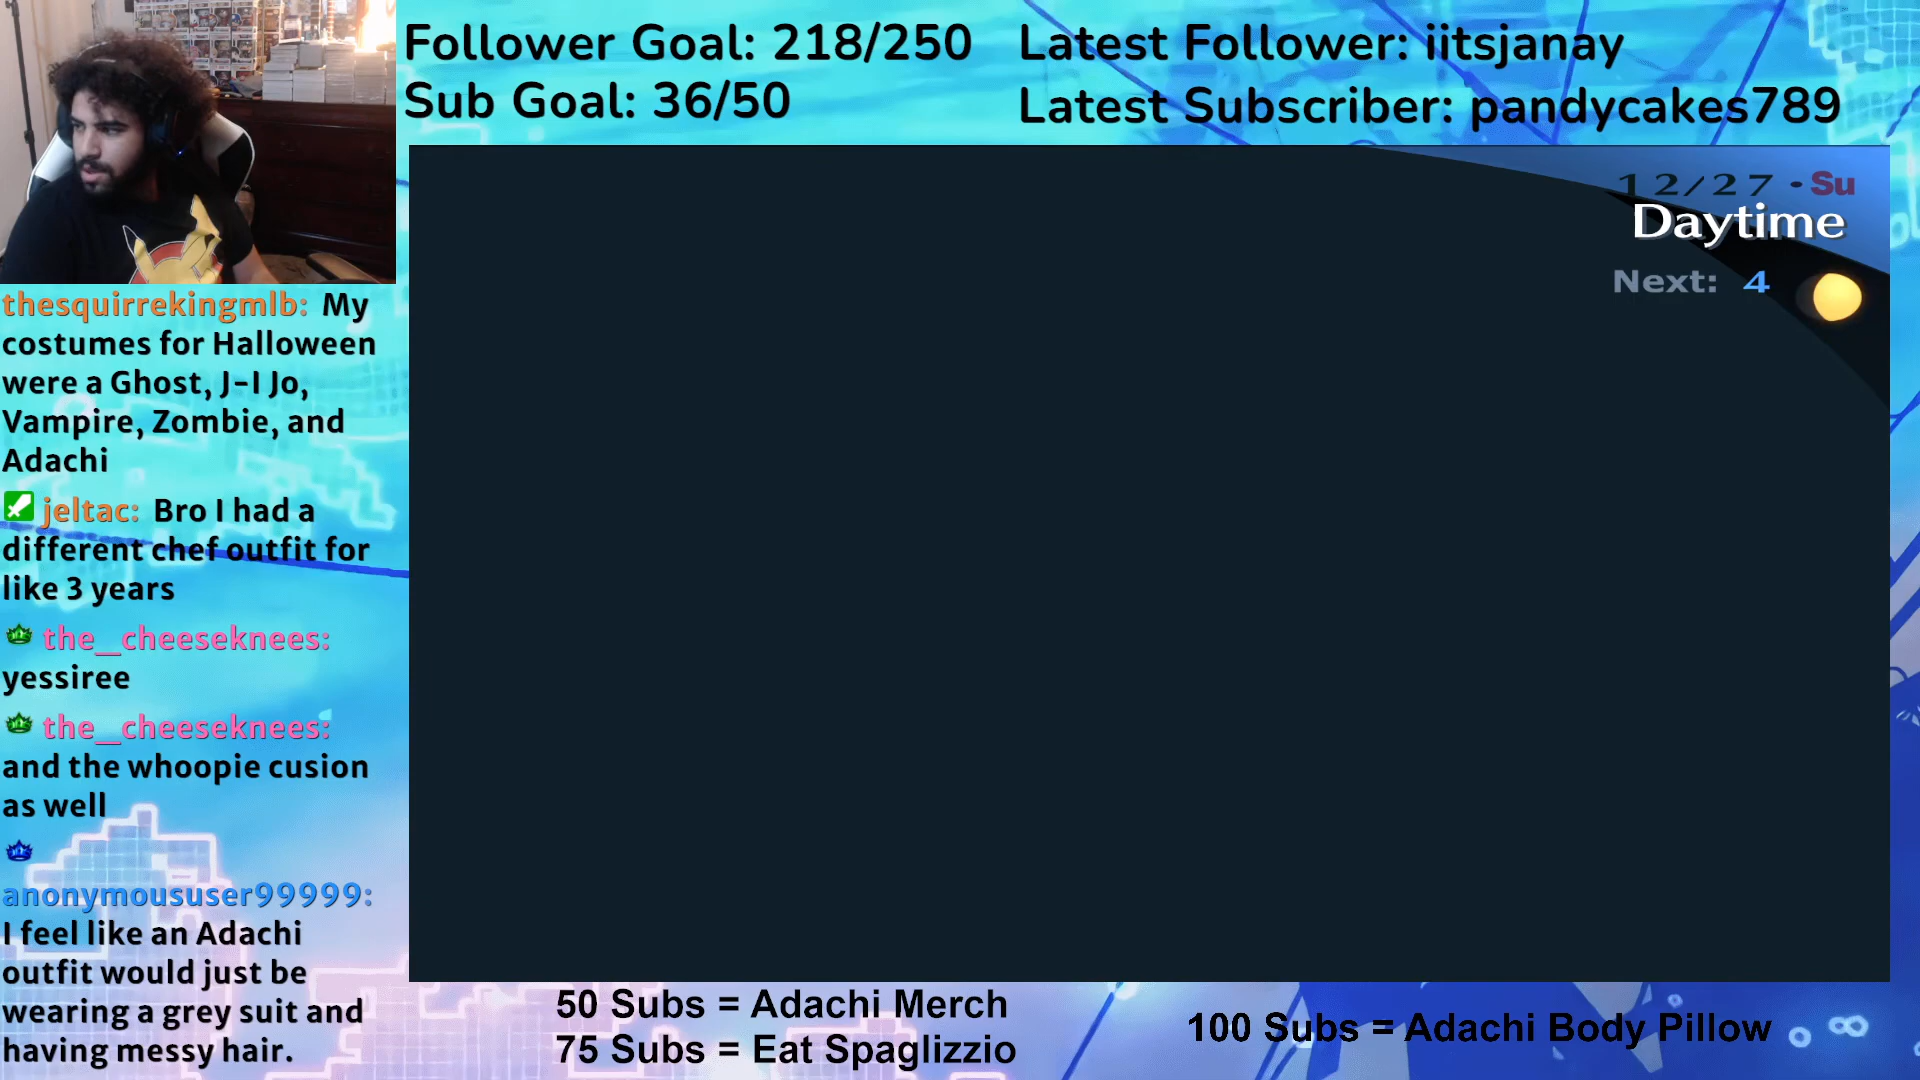 Follower Goal: 218/250
Sub Goal: 36/50
Latest Follower: iitsjanay
Latest Subscriber: pandycakes789
12/27 • Su
Daytime
Next: 4
thesquirrekingmlb: My
costumes for Halloween
were a Ghost, J-I Jo,
Vampire, Zombie, and
Adachi
jeltac: Bro I had a
different chef outfit for
like 3 years
the__cheeseknees:
yessiree
the__cheeseknees:
and the whoopie cusion
as well
anonymoususer99999:
I feel like an Adachi
outfit would just be
wearing a grey suit and
having messy hair.
50 Subs = Adachi Merch
75 Subs = Eat Spaglizzio
100 Subs = Adachi Body Pillow